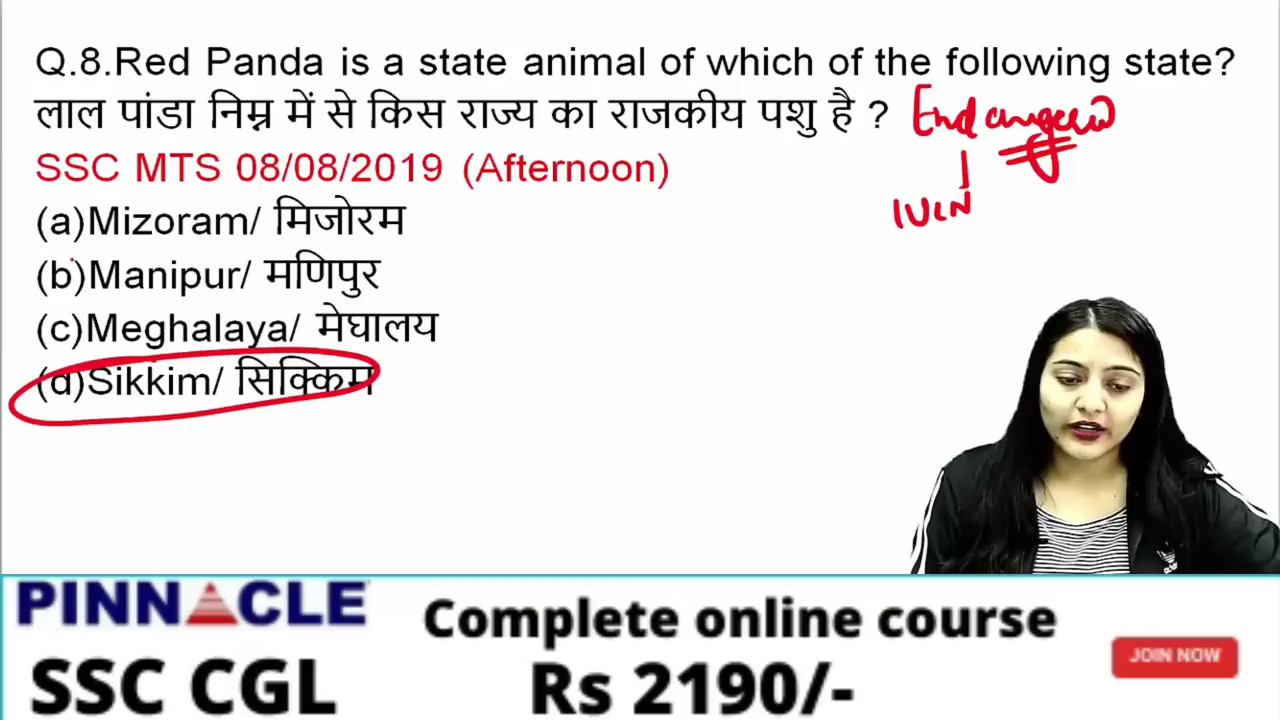 Q.8.Red Panda is a state animal of which of the following state?
लाल पांडा निम्न में से किस राज्य का राजकीय पशु है ?
Endangered
SSC MTS 08/08/2019 (Afternoon)
IUCN
(a)Mizoram/ मिजोरम
(b)Manipur/ मणिपुर
(c)Meghalaya/ मेघालय
(d)Sikkim/ सिक्किम
PINNACLE
SSC CGL
Complete online course
Rs 2190/-
JOIN NOW